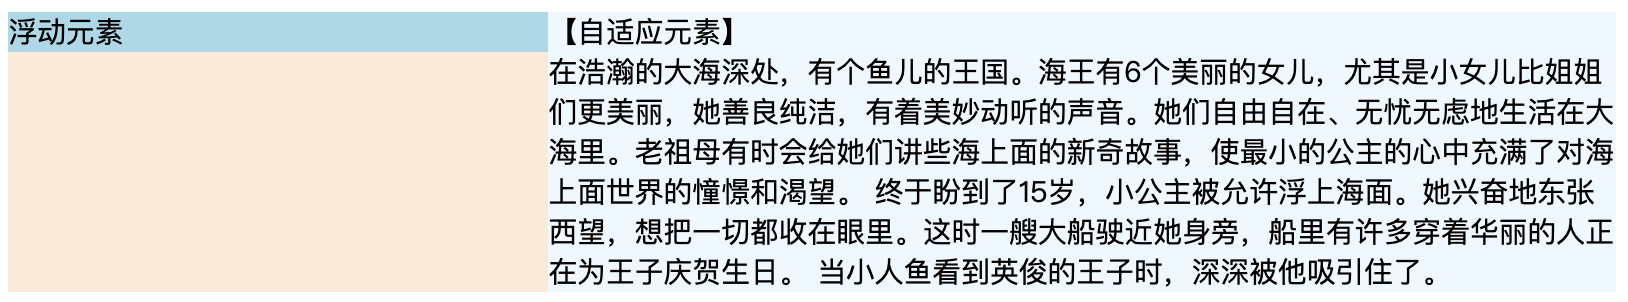 浮动元素
【自适应元素】
在浩瀚的大海深处，有个鱼儿的王国。海王有6个美丽的女儿，尤其是小女儿比姐姐
们更美丽，她善良纯洁，有着美妙动听的声音。她们自由自在、无忧无虑地生活在大
海里。老祖母有时会给她们讲些海上面的新奇故事，使最小的公主的心中充满了对海
上面世界的憧憬和渴望。 终于盼到了15岁，小公主被允许浮上海面。她兴奋地东张
西望，想把一切都收在眼里。这时一艘大船驶近她身旁，船里有许多穿着华丽的人正
在为王子庆贺生日。 当小人鱼看到英俊的王子时，深深被他吸引住了。